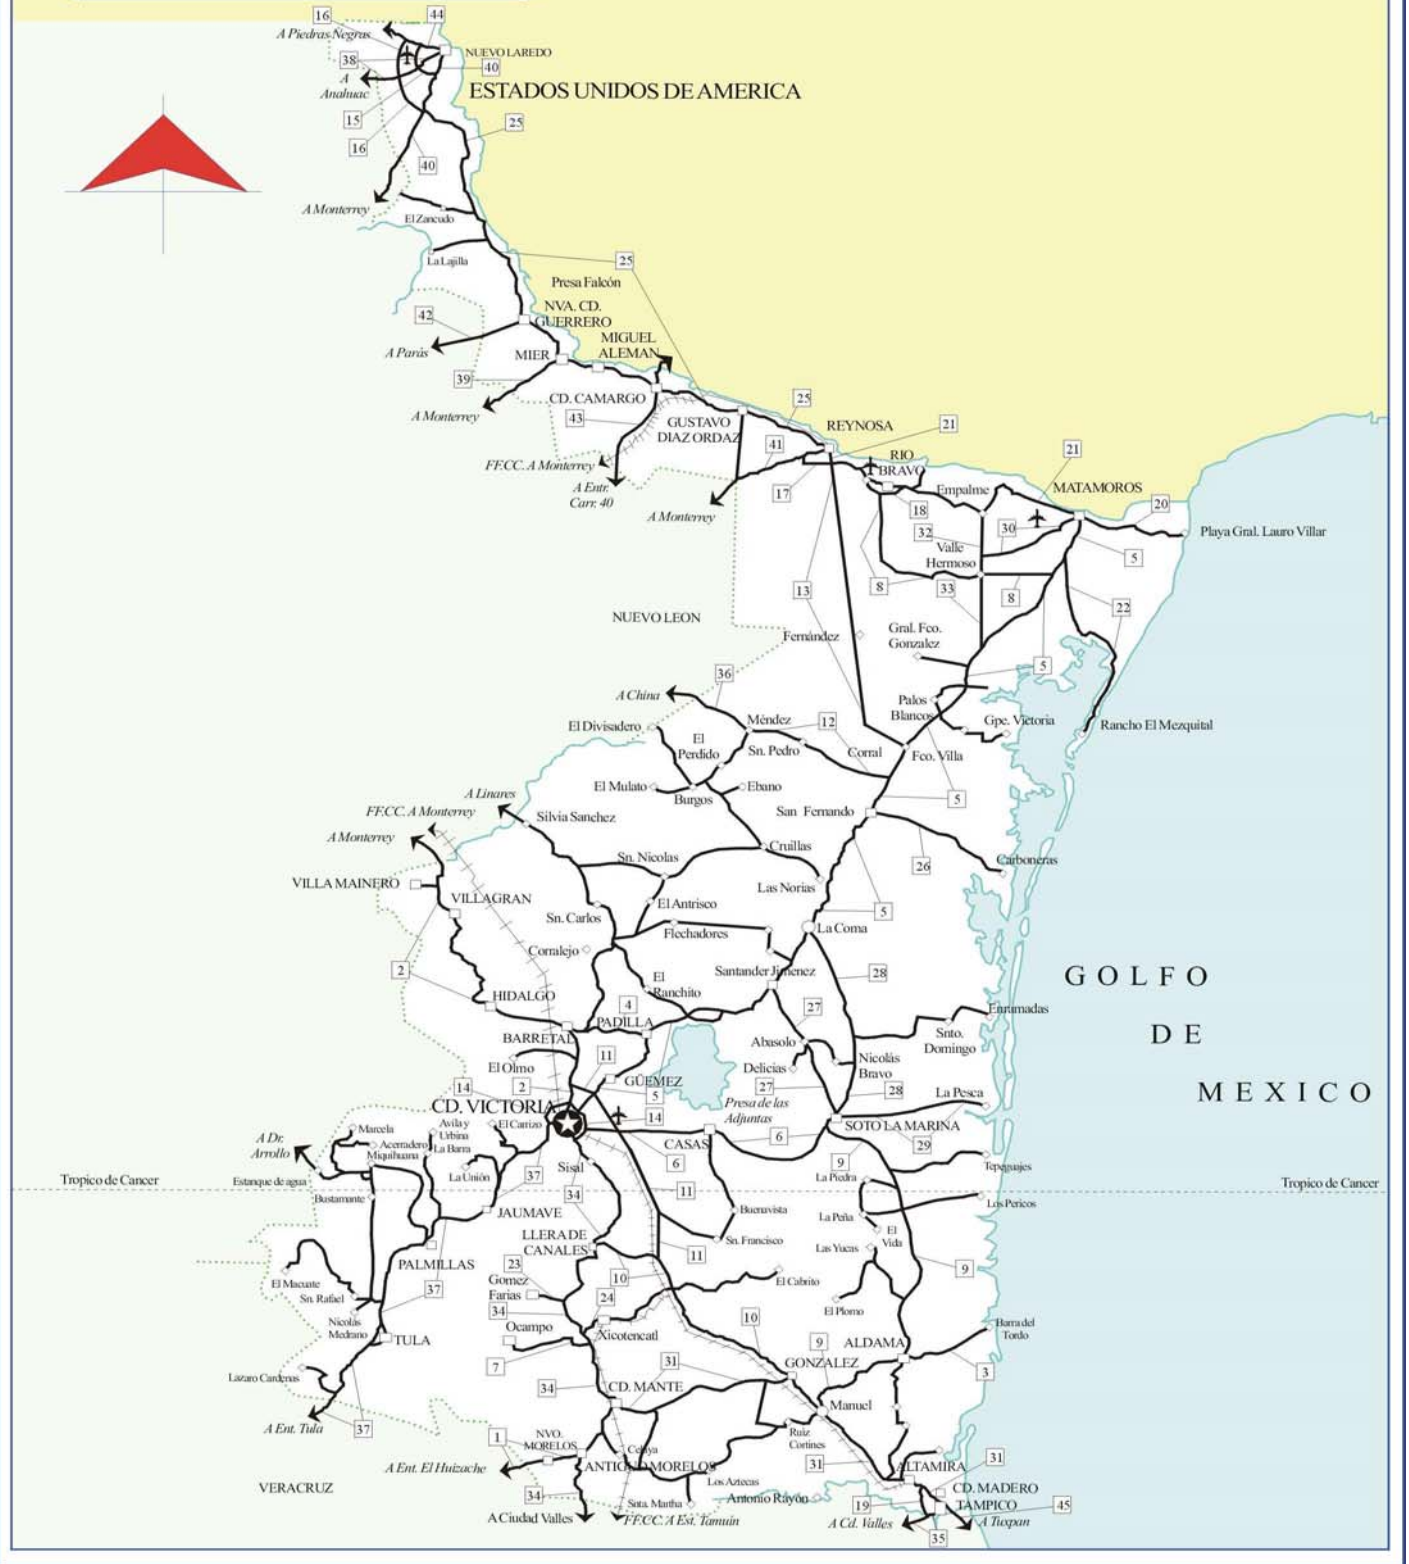 16
44
A Piedras Negras
NUEVO LAREDO
38
40
A
Anahuac
ESTADOS UNIDOS DE AMERICA
15
25
16
40
A Monterrey
El Zancudo
La Lajilla
25
Presa Falcón
NVA. CD.
GUERRERO
42
MIGUEL
ALEMAN
A Parás
MIER
39
CD. CAMARGO
25
A Monterrey
43
GUSTAVO
DIAZ ORDAZ
REYNOSA
21
41
21
RIO
BRAVO
FF.CC. A Monterrey
A Entr.
Carr. 40
17
Empalme
MATAMOROS
20
A Monterrey
18
32
30
Playa Gral. Lauro Villar
Valle
Hermoso
5
13
8
33
8
22
NUEVO LEON
Fernández
Gral. Fco.
Gonzalez
5
36
A China
Palos
Blancos
El Divisadero
Méndez
12
Gpe. Victoria
Rancho El Mezquital
El
Perdido
Sn. Pedro
Corral
Fco. Villa
El Mulato
Burgos
Ebano
A Linares
5
FF.CC. A Monterrey
Silvia Sanchez
San Fernando
A Monterrey
Cruillas
26
Carboneras
Sn. Nicolas
VILLA MAINERO
Las Norias
VILLAGRAN
El Antrisco
5
Sn. Carlos
Flechadores
La Coma
Corralejo
2
El
Ranchito
Santander Jimenez
28
GOLFO
DE
MEXICO
HIDALGO
4
27
Enramadas
PADILLA
BARRETAL
Abasolo
Snto.
Domingo
11
El Olmo
Delicias
Nicolás
Bravo
GÜEMEZ
14
2
5
27
28
La Pesca
CD. VICTORIA
14
Presa de las
Adjuntas
SOTO LA MARINA
Marcela
Avila y
Urbina
El Carrizo
6
29
A Dr.
Arrollo
Acerradero
Miquihuana
La Barra
CASAS
6
9
Tepeguajes
Tropico de Cancer
Estanque de agua
La Unión
37
Sisal
La Piedra
Tropico de Cancer
Bustamante
34
11
Los Pericos
JAUMAVE
Buenavista
La Peña
LLERA DE
CANALES
Sn. Francisco
El
Vida
PALMILLAS
11
Las Yucas
23
9
El Macuate
Gomez
Farias
10
El Cabrito
Sn. Rafael
37
24
34
El Plomo
Nicolás
Medrano
Ocampo
Xicotencatl
10
Barra del
Tordo
TULA
9
ALDAMA
7
31
GONZALEZ
3
Lazaro Cardenas
34
CD. MANTE
Manuel
A Ent. Tula
37
1
NVO.
MORELOS
Celaya
Ruiz
Cortines
A Ent. El Huizache
ANTIGUO MORELOS
31
ALTAMIRA
31
VERACRUZ
34
Los Aztecas
CD. MADERO
Snta. Martha
Antonio Rayón
19
TAMPICO
45
A Ciudad Valles
FF.CC. A Est. Tamuin
A Cd. Valles
A Tuxpan
35